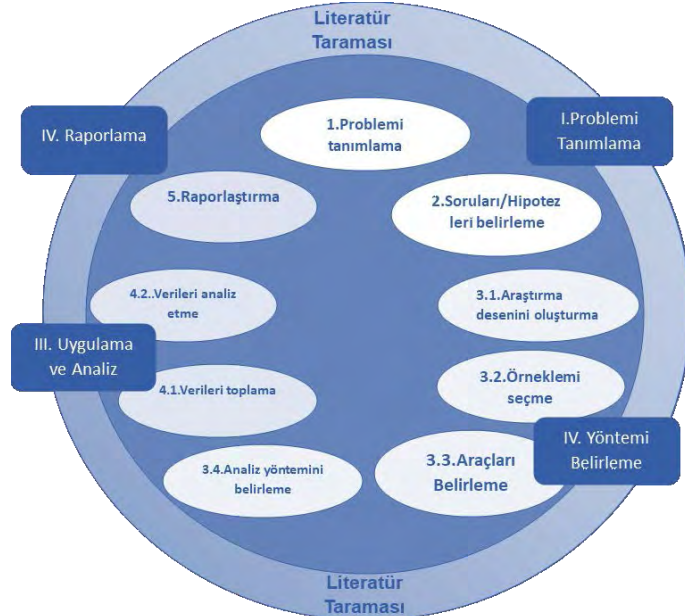 Literatür
Taraması
I.Problemi
Tanımlama
1.Problemi
tanımlama
2.Soruları/Hipotez
leri belirleme
3.1.Araştırma
desenini oluşturma
3.2.Örneklemi
seçme
IV. Yöntemi
Belirleme
3.3.Araçları
Belirleme
3.4.Analiz yöntemini
belirleme
III. Uygulama
ve Analiz
4.1.Verileri toplama
4.2..Verileri analiz
etme
IV. Raporlama
5.Raporlaştırma
Literatür
Taraması